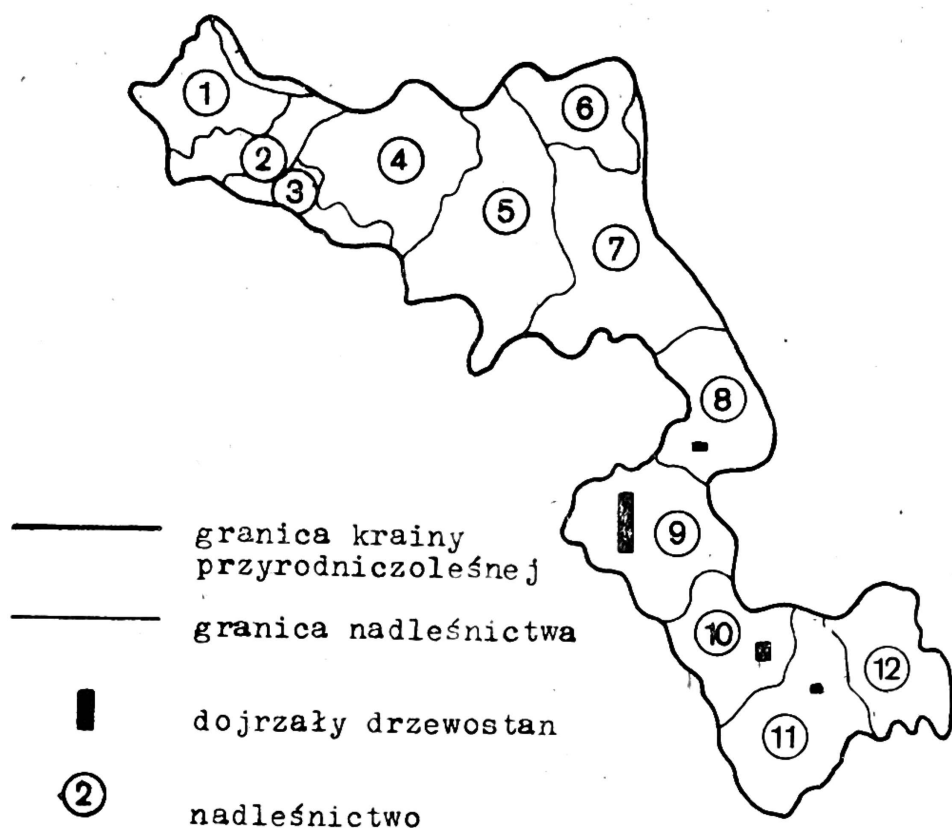 1
2
3
4
5
6
7
8
9
10
11
12
granica krainy
przyrodniczoleśnej
granica nadleśnictwa
dojrzały drzewostan
2
nadleśnictwo